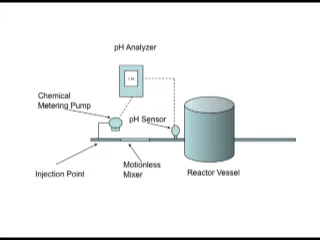 pH Analyzer
Chemical
Metering Pump
pH Sensor
Injection Point
Motionless
Mixer
Reactor Vessel